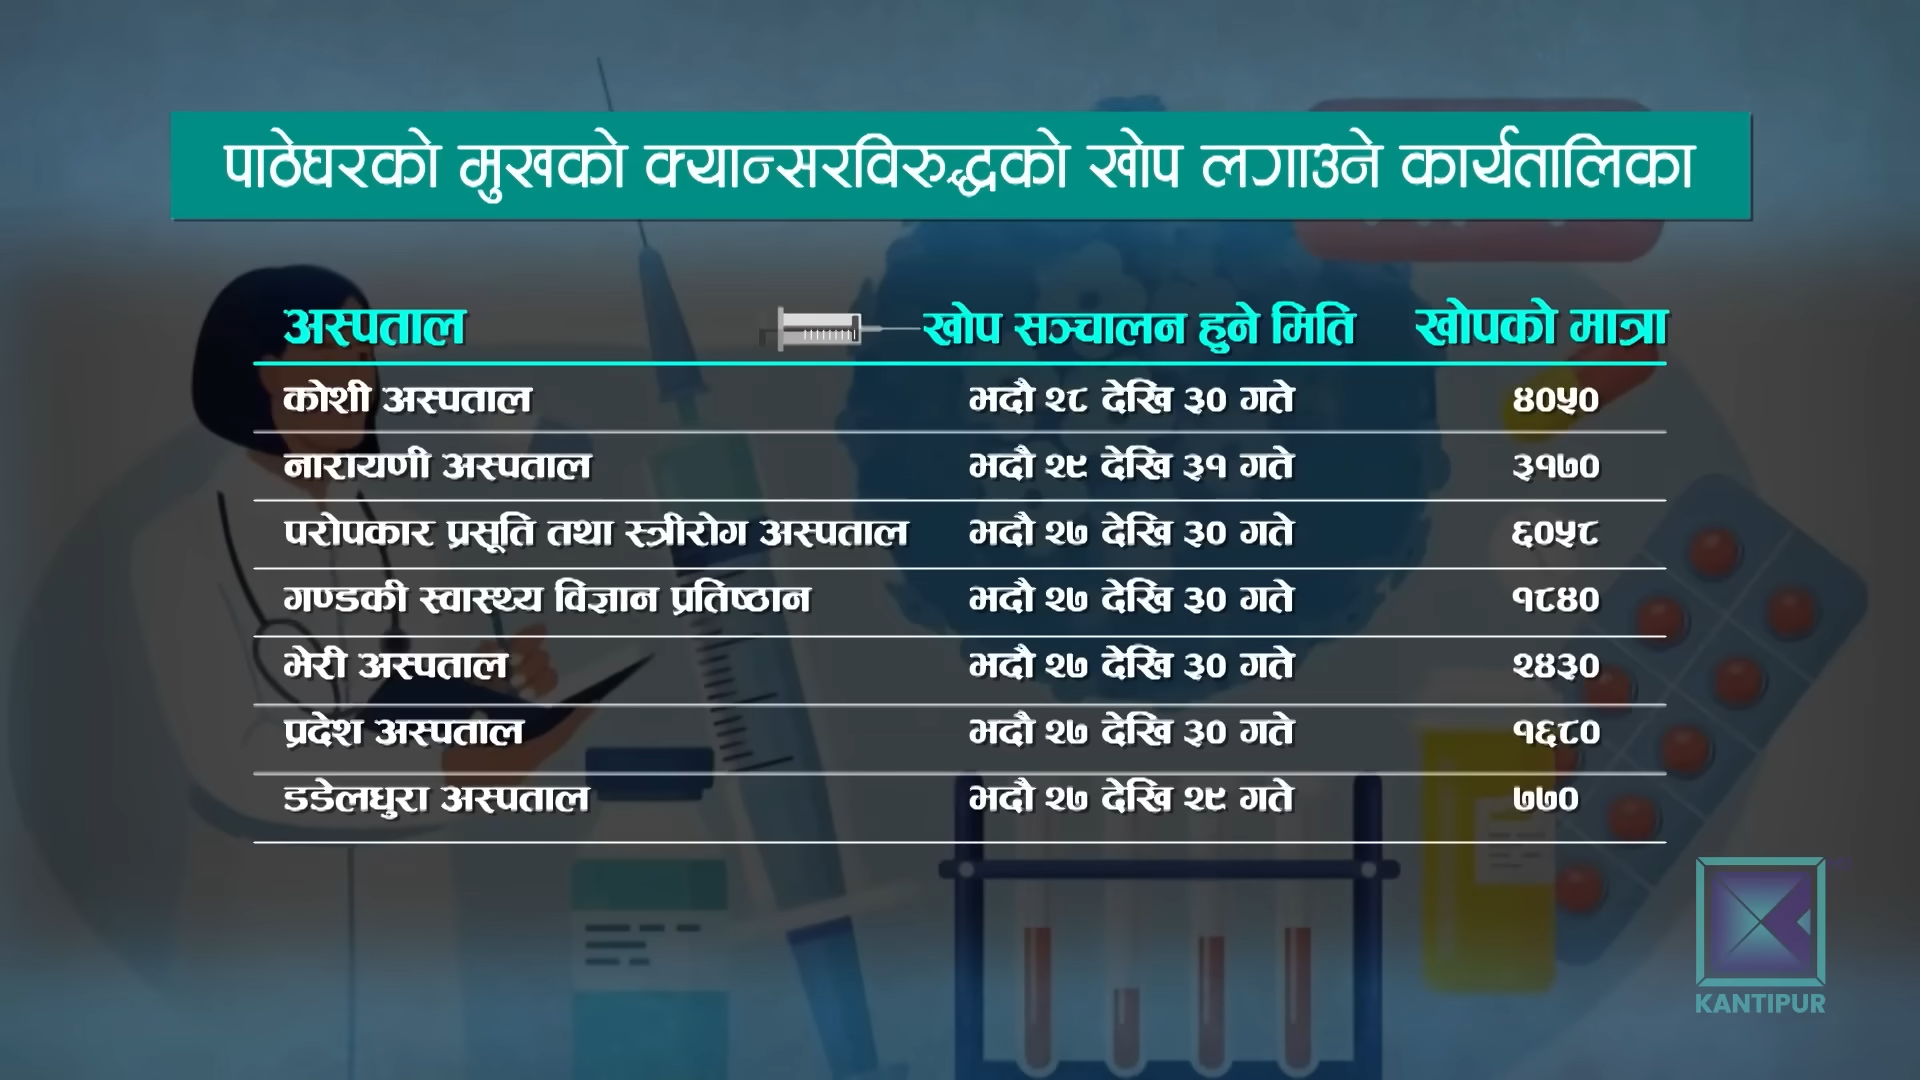 पाठेघरको मुखको क्यान्सरविरुद्धको खोप लगाउने कार्यतालिका
अस्पताल खोप सञ्चालन हुने मिति खोपको मात्रा
कोशी अस्पताल भदौ २८ देखि ३० गते ४०५०
नारायणी अस्पताल भदौ २९ देखि ३१ गते ३१७०
परोपकार प्रसूति तथा स्त्रीरोग अस्पताल भदौ २७ देखि ३० गते ६०५८
गण्डकी स्वास्थ्य विज्ञान प्रतिष्ठान भदौ २७ देखि ३० गते १८४०
भेरी अस्पताल भदौ २७ देखि ३० गते २४३०
प्रदेश अस्पताल भदौ २७ देखि ३० गते १६८०
डडेलधुरा अस्पताल भदौ २७ देखि २९ गते ७७०
KANTIPUR